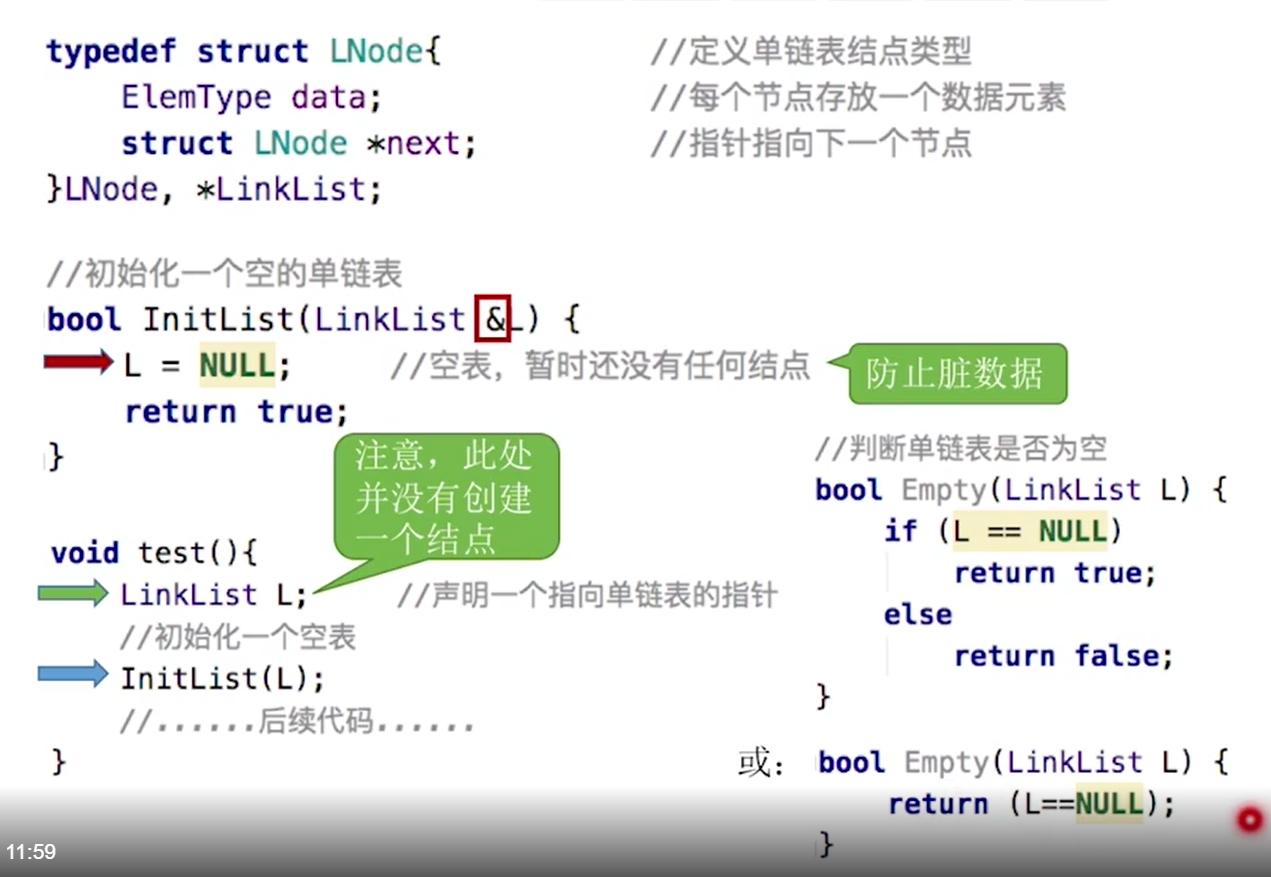 typedef struct LNode{ //定义单链表结点类型
ElemType data; //每个节点存放一个数据元素
struct LNode *next; //指针指向下一个节点
}LNode, *LinkList;
//初始化一个空的单链表
bool InitList(LinkList &L) {
L = NULL; //空表，暂时还没有任何结点
防止脏数据
return true;
}
注意，此处
并没有创建
一个结点
void test(){
LinkList L; //声明一个指向单链表的指针
//初始化一个空表
InitList(L);
//......后续代码......
}
//判断单链表是否为空
bool Empty(LinkList L) {
if (L == NULL)
return true;
else
return false;
}
或：
bool Empty(LinkList L) {
return (L==NULL);
}
11:59